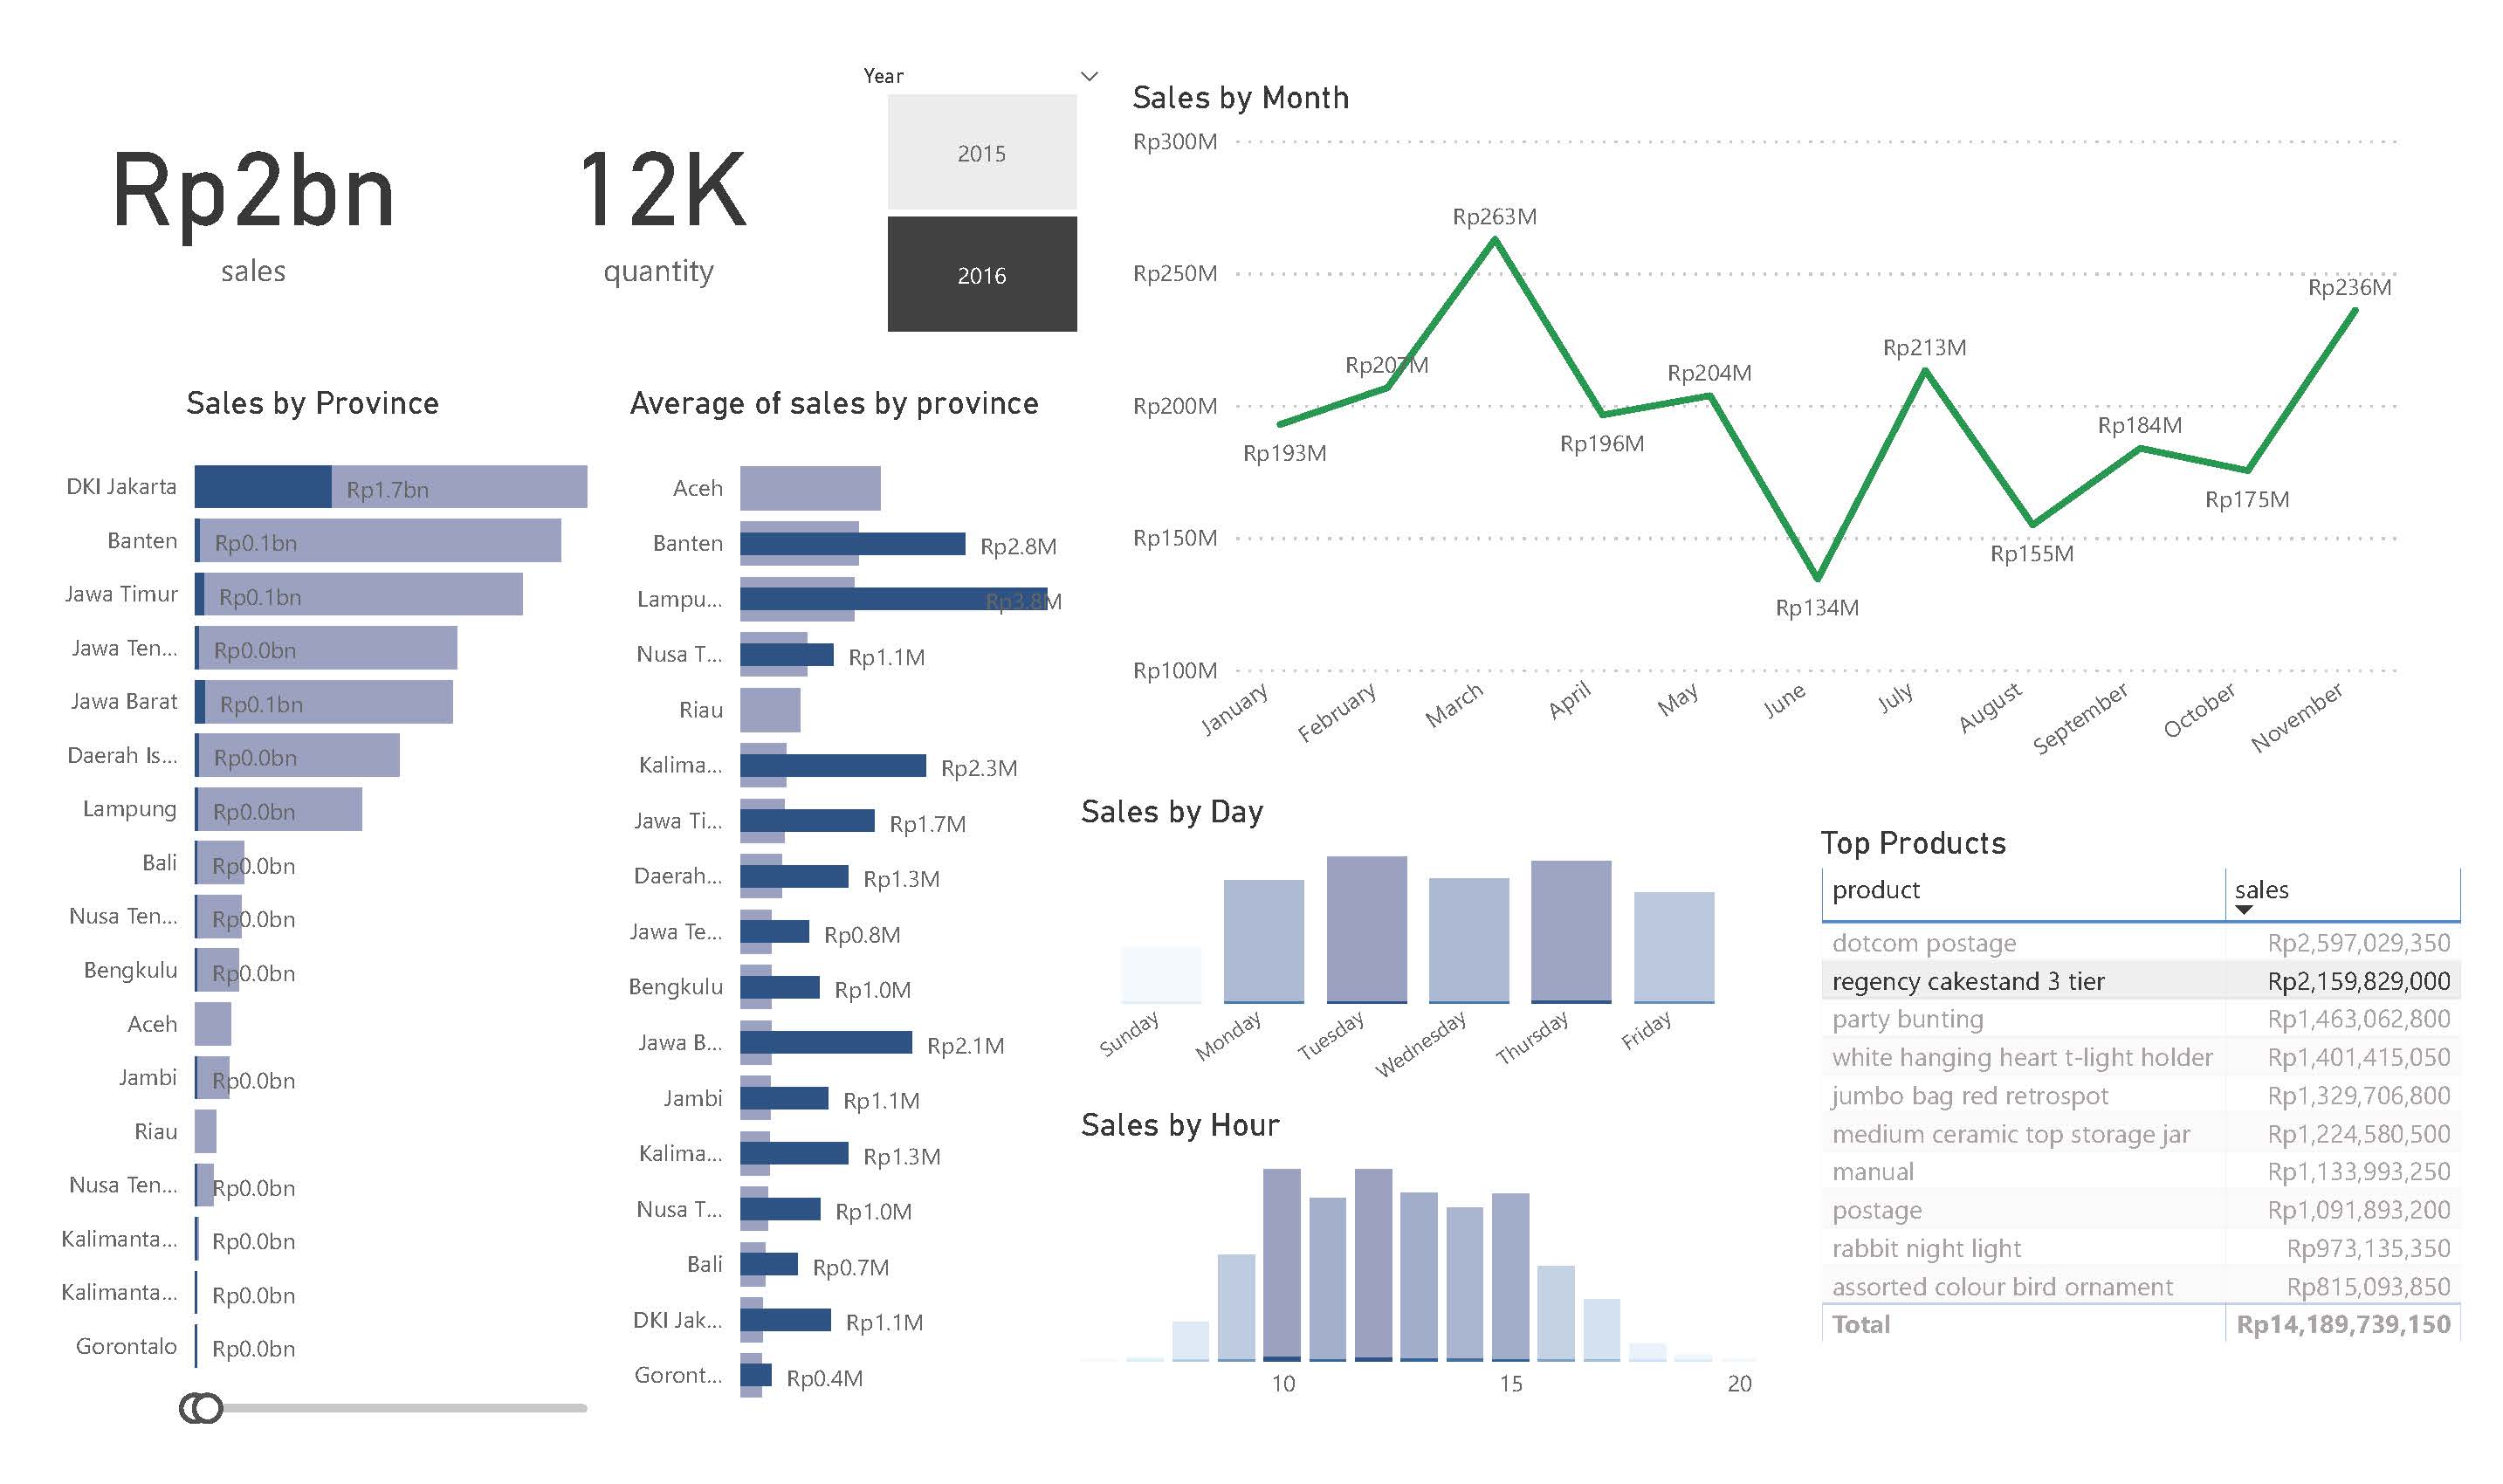 Year
2015
2016
Rp2bn
sales
12K
quantity
Sales by Month
Rp300M
Rp250M
Rp200M
Rp150M
Rp100M
Rp193M
Rp207M
Rp263M
Rp196M
Rp204M
Rp134M
Rp213M
Rp155M
Rp184M
Rp175M
Rp236M
January
February
March
April
May
June
July
August
September
October
November
Sales by Province
DKI Jakarta Rp1.7bn
Banten Rp0.1bn
Jawa Timur Rp0.1bn
Jawa Ten... Rp0.0bn
Jawa Barat Rp0.1bn
Daerah Is... Rp0.0bn
Lampung Rp0.0bn
Bali Rp0.0bn
Nusa Ten... Rp0.0bn
Bengkulu Rp0.0bn
Aceh
Jambi Rp0.0bn
Riau
Nusa Ten... Rp0.0bn
Kalimanta... Rp0.0bn
Kalimanta... Rp0.0bn
Gorontalo Rp0.0bn
Average of sales by province
Aceh
Banten Rp2.8M
Lampu... Rp3.8M
Nusa T... Rp1.1M
Riau
Kalima... Rp2.3M
Jawa Ti... Rp1.7M
Daerah... Rp1.3M
Jawa Te... Rp0.8M
Bengkulu Rp1.0M
Jawa B... Rp2.1M
Jambi Rp1.1M
Kalima... Rp1.3M
Nusa T... Rp1.0M
Bali Rp0.7M
DKI Jak... Rp1.1M
Goront... Rp0.4M
Sales by Day
Sunday
Monday
Tuesday
Wednesday
Thursday
Friday
Sales by Hour
10
15
20
Top Products
product sales
dotcom postage Rp2,597,029,350
regency cakestand 3 tier Rp2,159,829,000
party bunting Rp1,463,062,800
white hanging heart t-light holder Rp1,401,415,050
jumbo bag red retrospot Rp1,329,706,800
medium ceramic top storage jar Rp1,224,580,500
manual Rp1,133,993,250
postage Rp1,091,893,200
rabbit night light Rp973,135,350
assorted colour bird ornament Rp815,093,850
Total Rp14,189,739,150